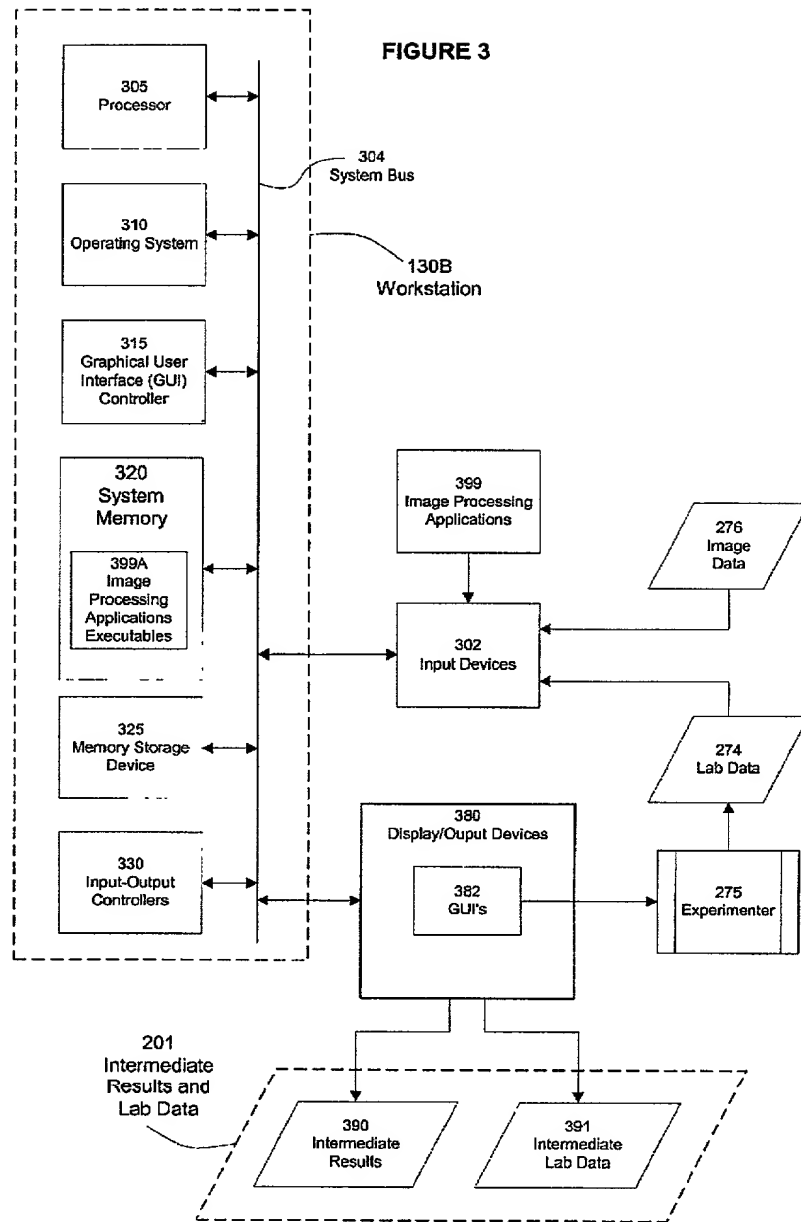 FIGURE 3
305
Processor
304
System Bus
310
Operating System
130B
Workstation
315
Graphical User
Interface (GUI)
Controller
320
System
Memory
399A
Image
Processing
Applications
Executables
399
Image Processing
Applications
276
Image
Data
302
Input Devices
325
Memory Storage
Device
274
Lab Data
330
Input-Output
Controllers
380
Display/Ouput Devices
382
GUI's
275
Experimenter
201
Intermediate
Results and
Lab Data
390
Intermediate
Results
391
Intermediate
Lab Data